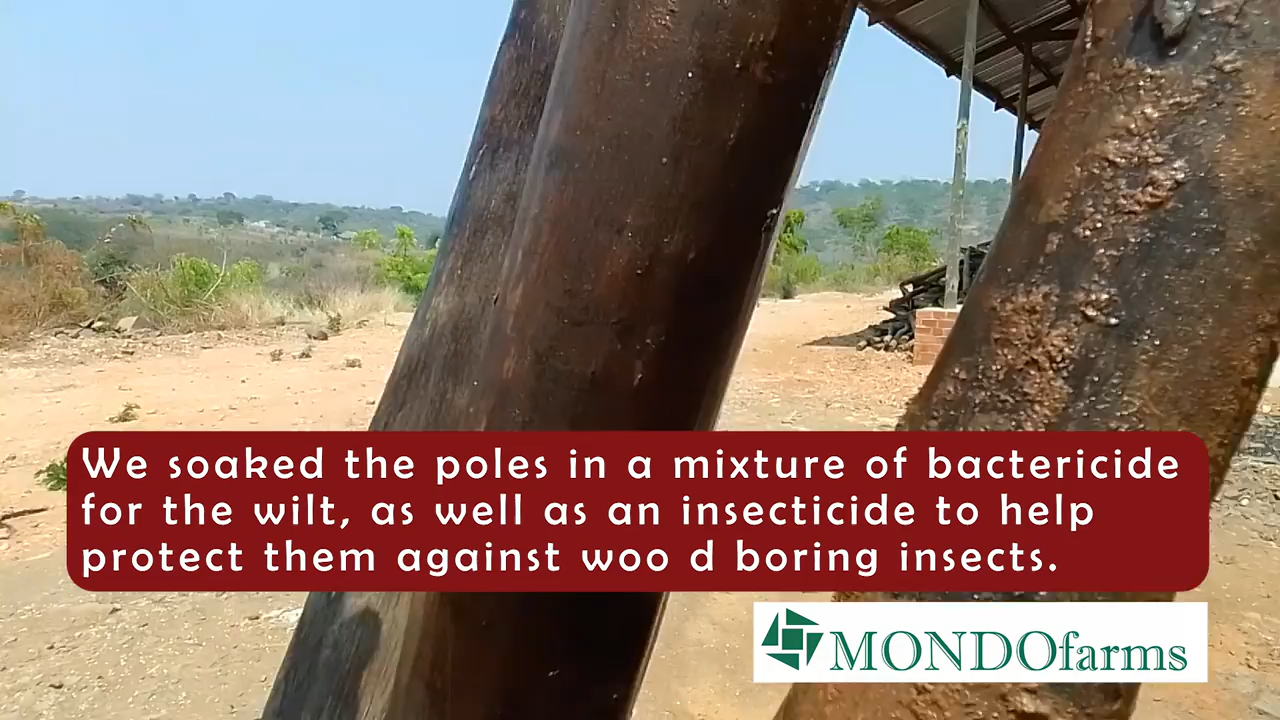 We soaked the poles in a mixture of bactericide
for the wilt, as well as an insecticide to help
protect them against woo d boring insects.
MONDOfarms